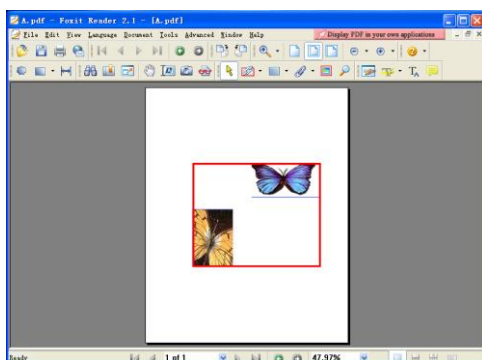 A.pdf - Foxit Reader 2.1 - [A.pdf]
File Edit View Language Document Tools Advanced Window Help
Display PDF in your own applications
Ready
1 of 1
47.97%